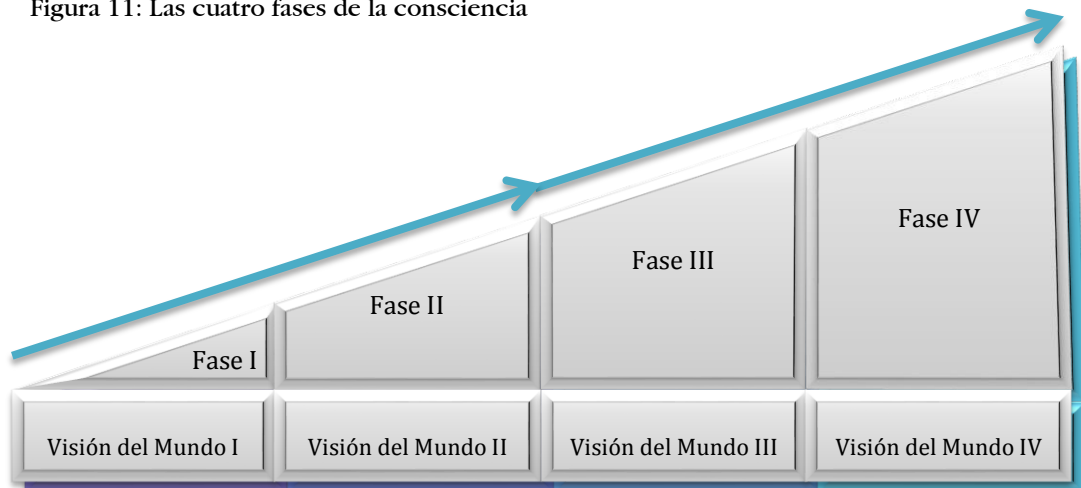 Figura 11: Las cuatro fases de la consciencia
Fase IV
Fase III
Fase II
Fase I
Visión del Mundo I
Visión del Mundo II
Visión del Mundo III
Visión del Mundo IV